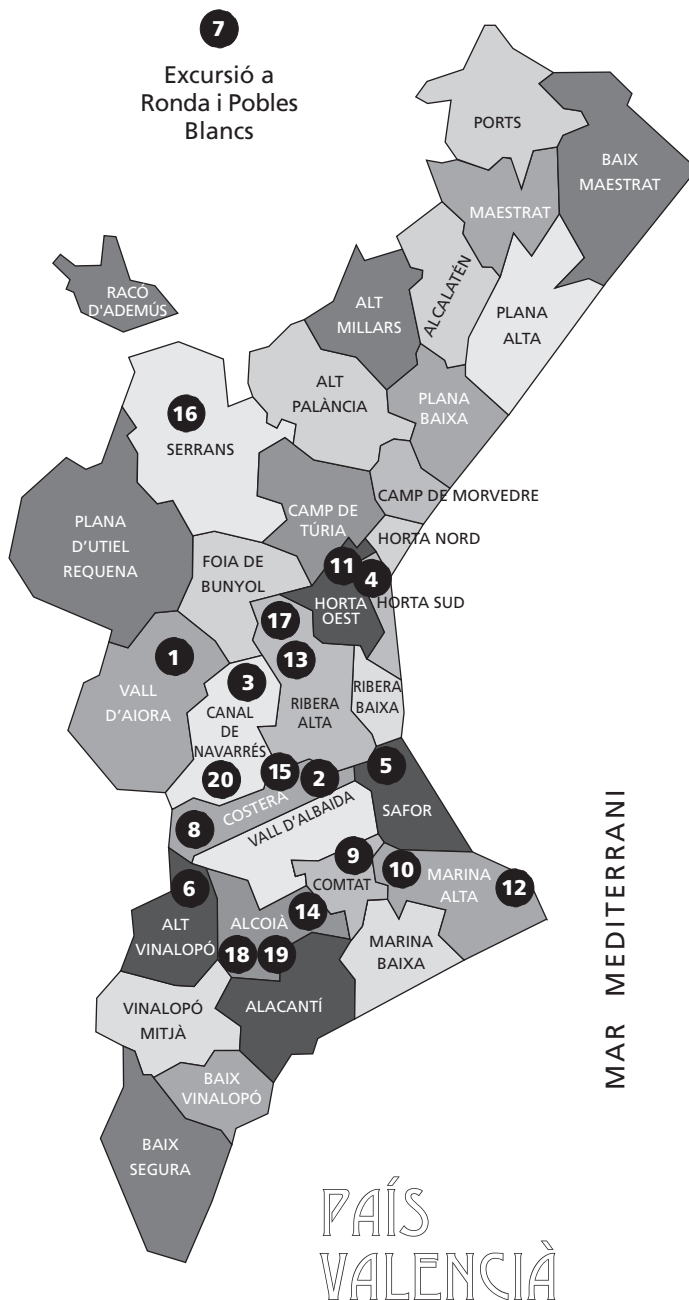 7
Excursió a
Ronda i Pobles
Blancs
PORTS
BAIX
MAESTRAT
MAESTRAT
RACÓ
D'ADEMÚS
ALT
MILLARS
ALCALATÉN
PLANA
ALTA
ALT
PALÀNCIA
PLANA
BAIXA
16
SERRANS
CAMP DE MORVEDRE
CAMP DE
TÚRIA
PLANA
D'UTIEL
REQUENA
HORTA NORD
FOIA DE
BUNYOL
11
4
HORTA
OEST
HORTA SUD
17
1
13
3
VALL
D'AIORA
RIBERA
BAIXA
RIBERA
ALTA
CANAL
DE
NAVARRÉS
5
15
2
20
COSTERA
SAFOR
8
VALL D'ALBAIDA
9
10
MARINA
ALTA
12
6
COMTAT
14
ALT
VINALOPÓ
ALCOIÀ
18
19
MARINA
BAIXA
VINALOPÓ
MITJÀ
ALACANTÍ
BAIX
VINALOPÓ
BAIX
SEGURA
MAR MEDITERRANI
PAÍS
VALENCIÀ